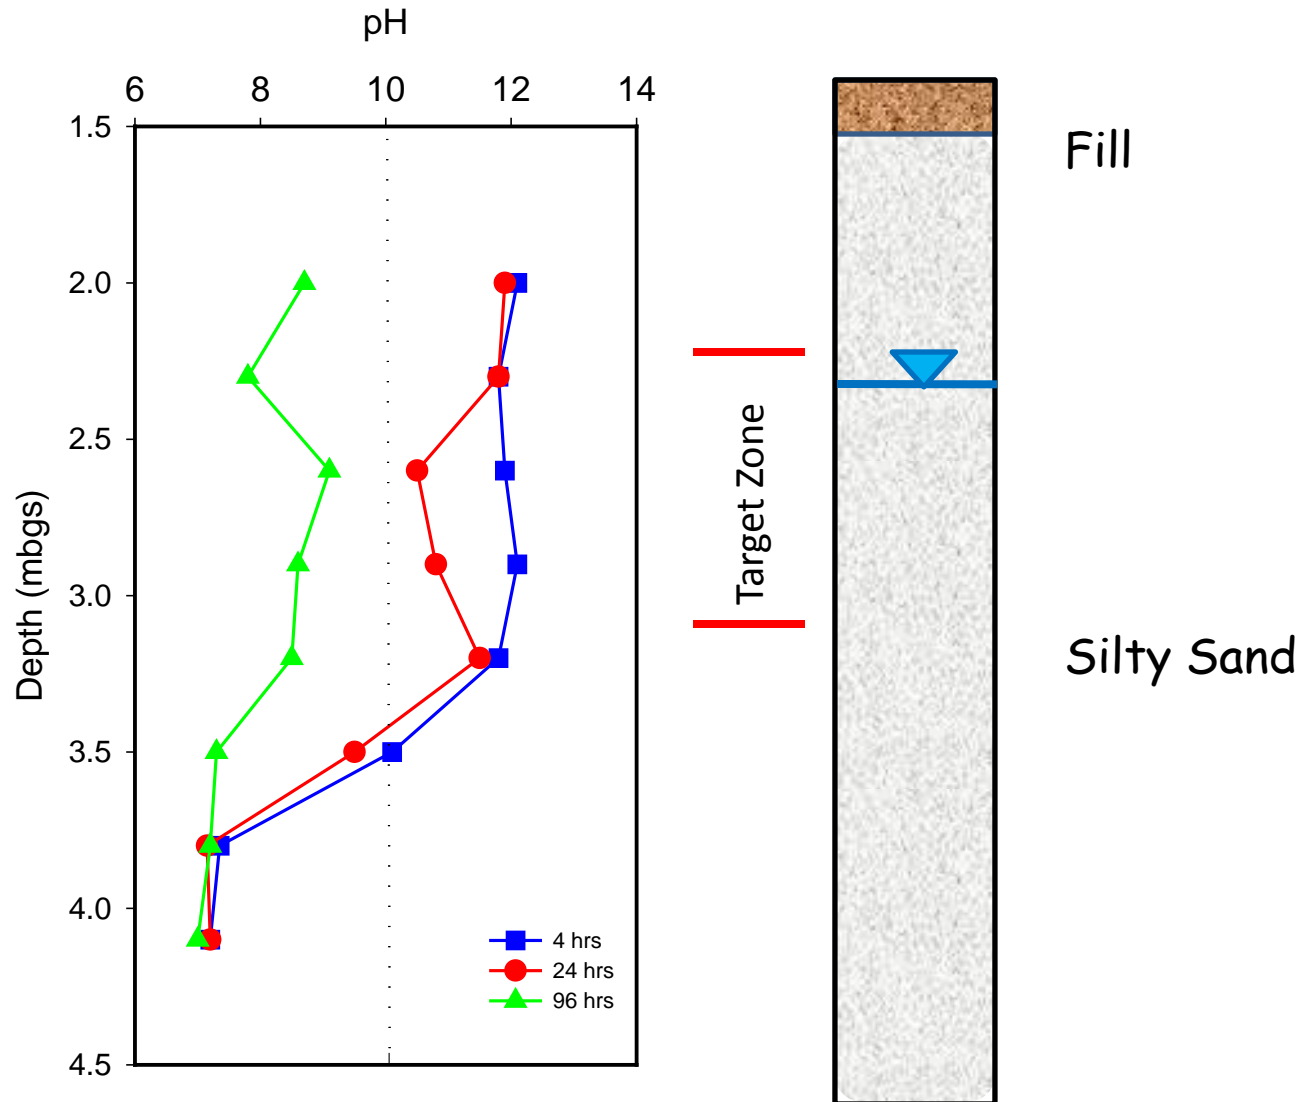 pH
6 8 10 12 14
1.5
2.0
2.5
3.0
3.5
4.0
4.5
Depth (mbgs)
4 hrs
24 hrs
96 hrs
Target Zone
Fill
Silty Sand